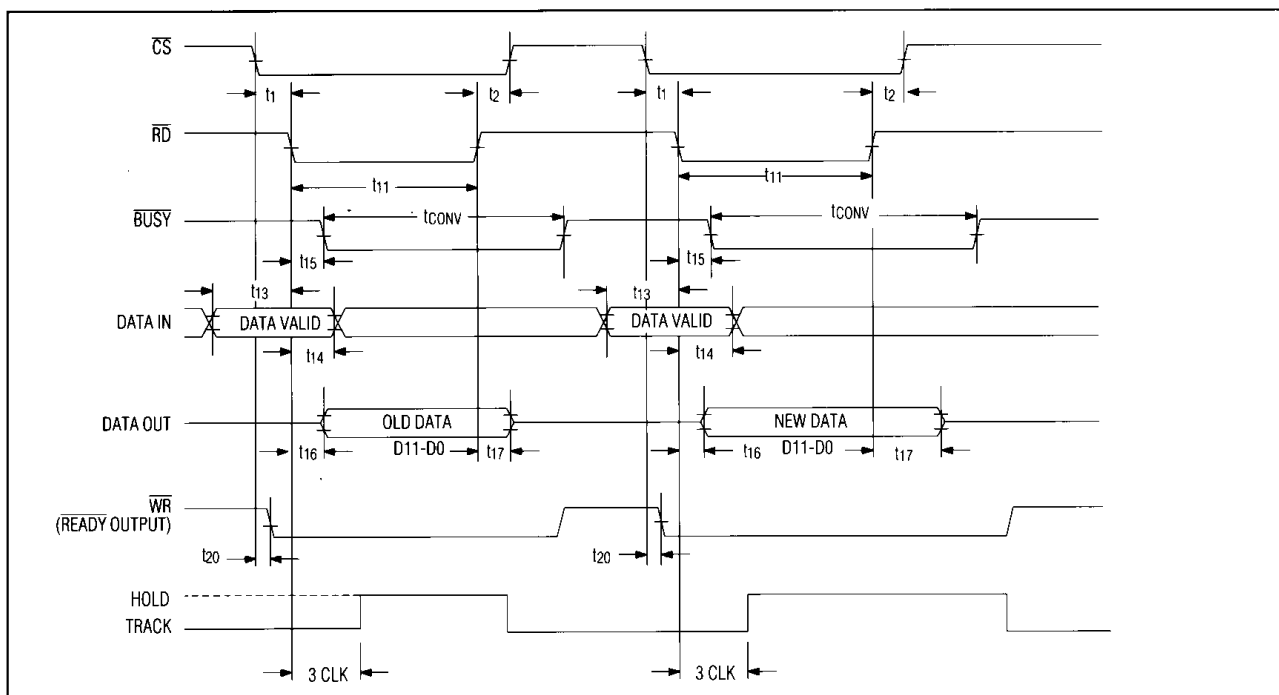 CS
t1 t2 t1 t2
RD
t11 t11
BUSY
tCONV tCONV
t15 t15
t13 t13
DATA IN DATA VALID DATA VALID
t14 t14
DATA OUT OLD DATA NEW DATA
t16 D11-D0 t17 t16 D11-D0 t17
WR
(READY OUTPUT)
t20 t20
HOLD
TRACK
3 CLK 3 CLK